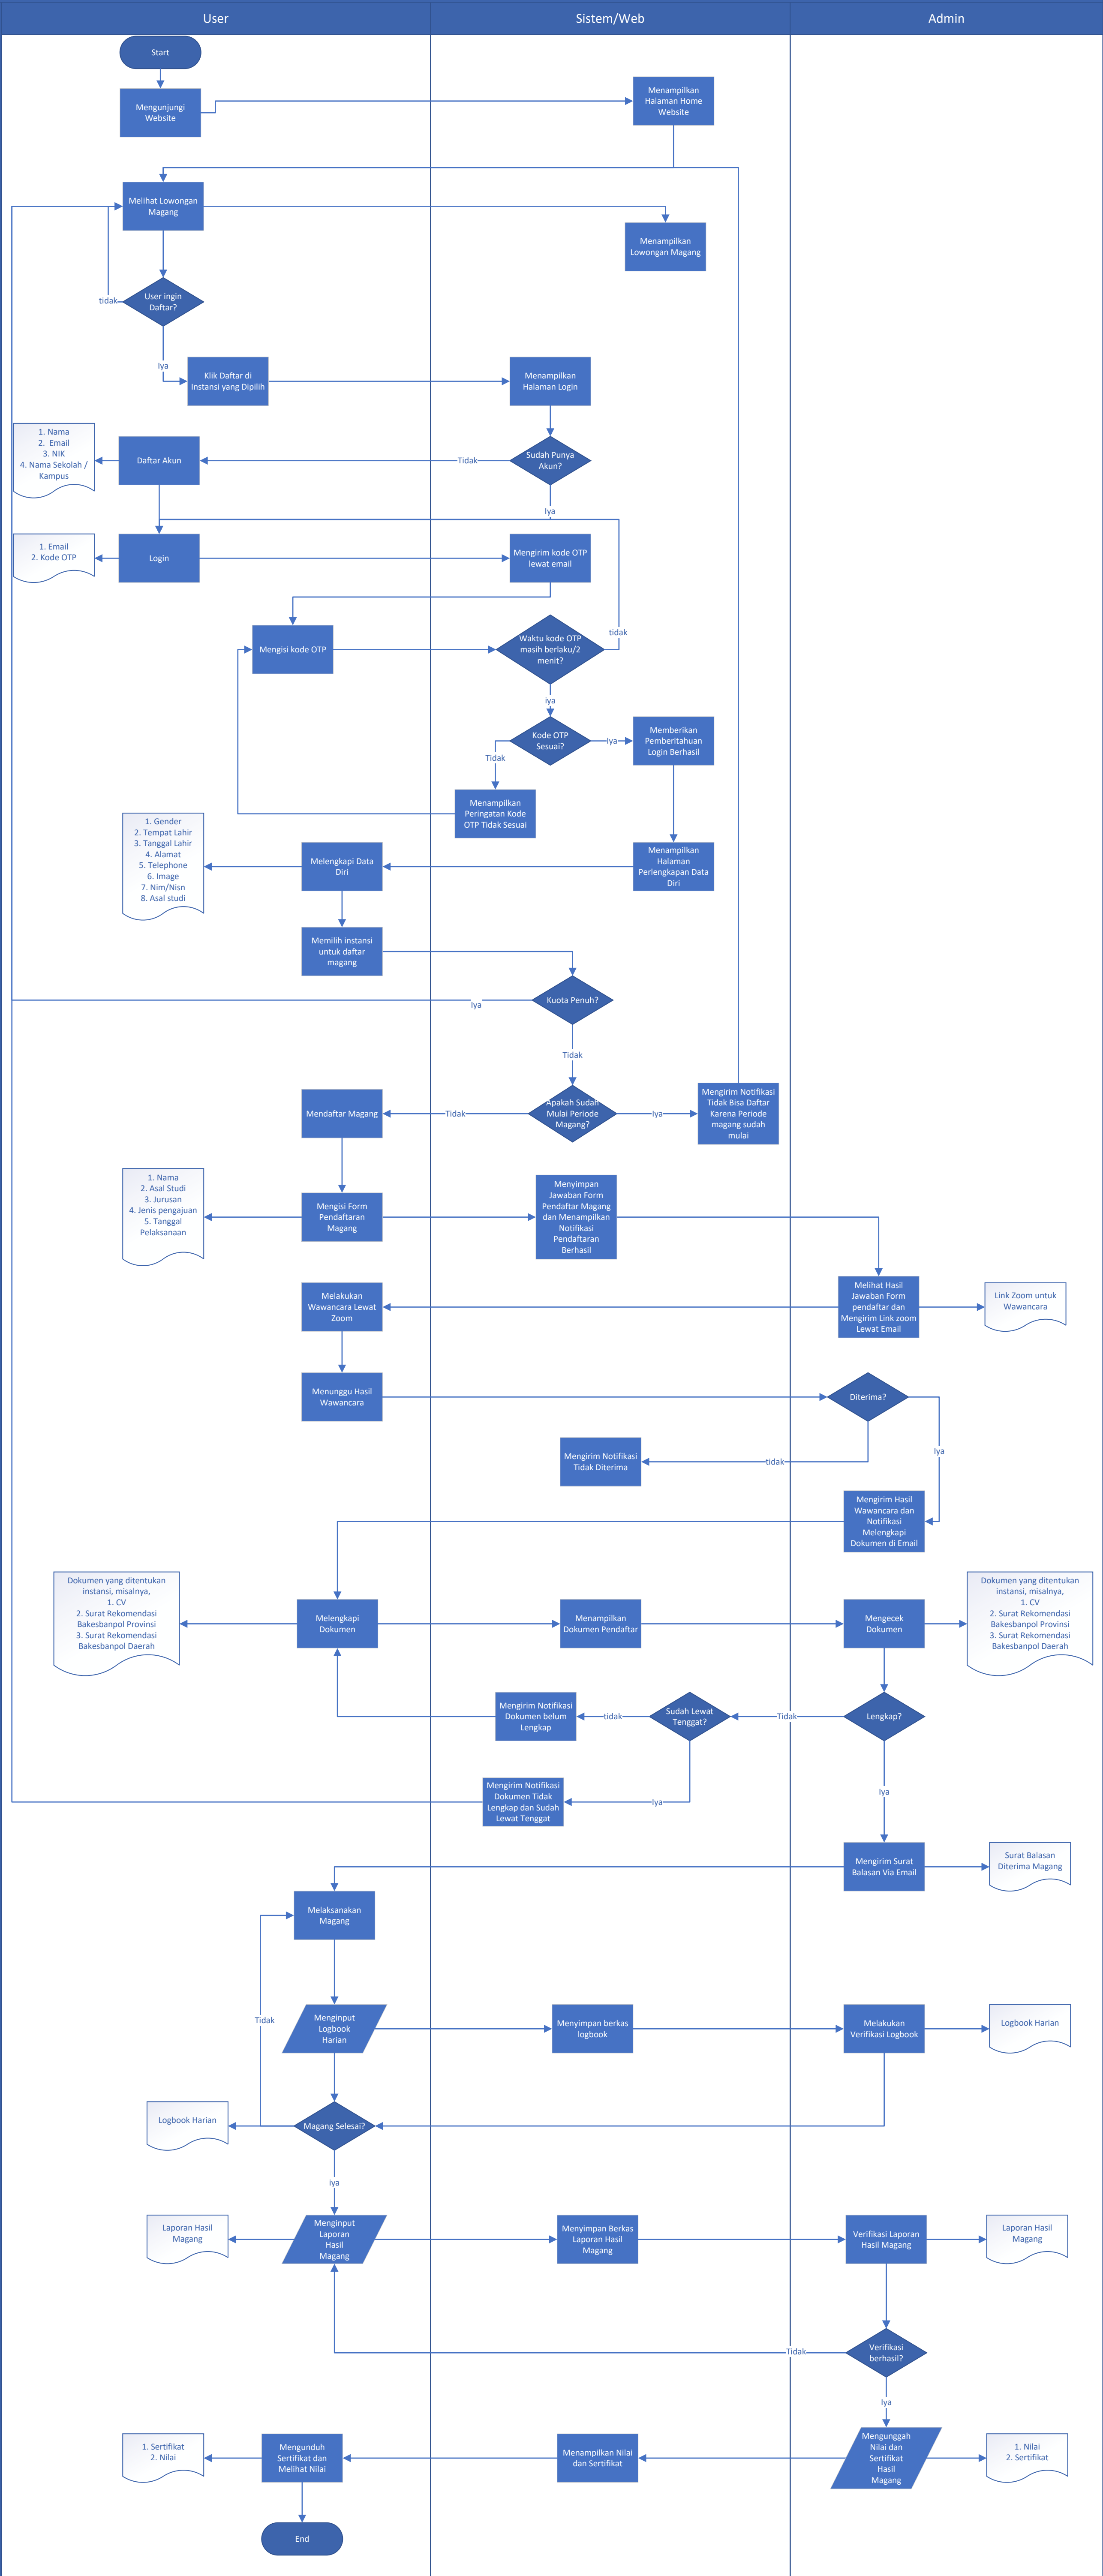 User
Sistem/Web
Admin
Start
Mengunjungi
Website
Menampilkan
Halaman Home
Website
Melihat Lowongan
Magang
Menampilkan
Lowongan Magang
User ingin
Daftar?
tidak
Iya
Klik Daftar di
Instansi yang Dipilih
Menampilkan
Halaman Login
1. Nama
2. Email
3. NIK
4. Nama Sekolah /
Kampus
Daftar Akun
Tidak
Sudah Punya
Akun?
Iya
1. Email
2. Kode OTP
Login
Mengirim kode OTP
lewat email
Mengisi kode OTP
Waktu kode OTP
masih berlaku/2
menit?
tidak
iya
Kode OTP
Sesuai?
Iya
Tidak
Memberikan
Pemberitahuan
Login Berhasil
Menampilkan
Peringatan Kode
OTP Tidak Sesuai
1. Gender
2. Tempat Lahir
3. Tanggal Lahir
4. Alamat
5. Telephone
6. Image
7. Nim/Nisn
8. Asal studi
Melengkapi Data
Diri
Menampilkan
Halaman
Perlengkapan Data
Diri
Memilih instansi
untuk daftar
magang
Kuota Penuh?
Iya
Tidak
Mendaftar Magang
Tidak
Apakah Sudah
Mulai Periode
Magang?
Iya
Mengirim Notifikasi
Tidak Bisa Daftar
Karena Periode
magang sudah
mulai
1. Nama
2. Asal Studi
3. Jurusan
4. Jenis pengajuan
5. Tanggal
Pelaksanaan
Mengisi Form
Pendaftaran
Magang
Menyimpan
Jawaban Form
Pendaftar Magang
dan Menampilkan
Notifikasi
Pendaftaran
Berhasil
Melakukan
Wawancara Lewat
Zoom
Melihat Hasil
Jawaban Form
pendaftar dan
Mengirim Link zoom
Lewat Email
Link Zoom untuk
Wawancara
Menunggu Hasil
Wawancara
Diterima?
Iya
Mengirim Notifikasi
Tidak Diterima
tidak
Mengirim Hasil
Wawancara dan
Notifikasi
Melengkapi
Dokumen di Email
Dokumen yang ditentukan
instansi, misalnya,
1. CV
2. Surat Rekomendasi
Bakesbanpol Provinsi
3. Surat Rekomendasi
Bakesbanpol Daerah
Melengkapi
Dokumen
Menampilkan
Dokumen Pendaftar
Mengecek
Dokumen
Dokumen yang ditentukan
instansi, misalnya,
1. CV
2. Surat Rekomendasi
Bakesbanpol Provinsi
3. Surat Rekomendasi
Bakesbanpol Daerah
Mengirim Notifikasi
Dokumen belum
Lengkap
tidak
Sudah Lewat
Tenggat?
Tidak
Lengkap?
Mengirim Notifikasi
Dokumen Tidak
Lengkap dan Sudah
Lewat Tenggat
Iya
Iya
Mengirim Surat
Balasan Via Email
Surat Balasan
Diterima Magang
Melaksanakan
Magang
Tidak
Menginput
Logbook
Harian
Menyimpan berkas
logbook
Melakukan
Verifikasi Logbook
Logbook Harian
Logbook Harian
Magang Selesai?
iya
Laporan Hasil
Magang
Menginput
Laporan
Hasil
Magang
Menyimpan Berkas
Laporan Hasil
Magang
Verifikasi Laporan
Hasil Magang
Laporan Hasil
Magang
Tidak
Verifikasi
berhasil?
Iya
1. Sertifikat
2. Nilai
Mengunduh
Sertifikat dan
Melihat Nilai
Menampilkan Nilai
dan Sertifikat
Mengunggah
Nilai dan
Sertifikat
Hasil
Magang
1. Nilai
2. Sertifikat
End